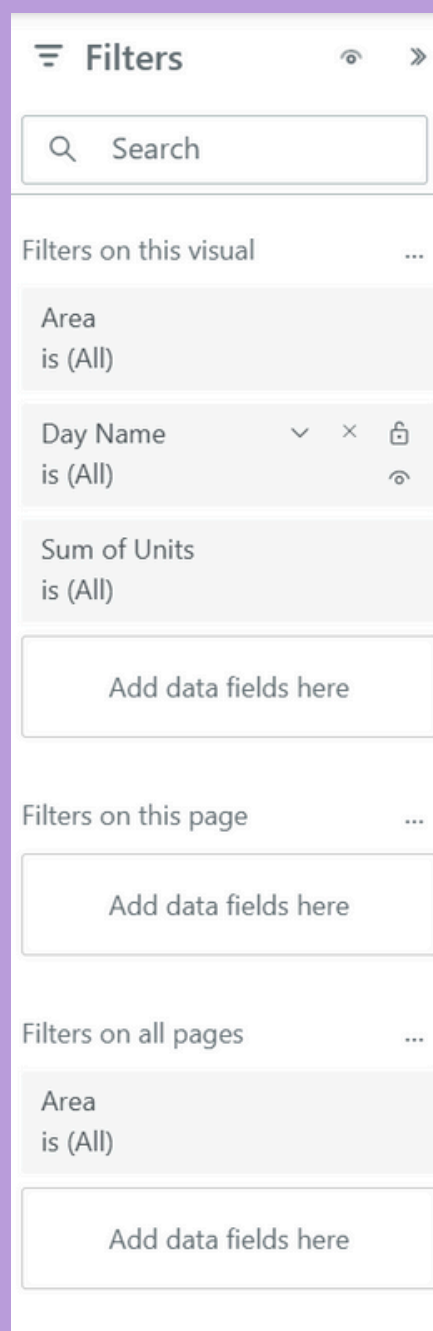 Filters
Search
Filters on this visual ...
Area
is (All)
Day Name
is (All)
Sum of Units
is (All)
Add data fields here
Filters on this page ...
Add data fields here
Filters on all pages ...
Area
is (All)
Add data fields here